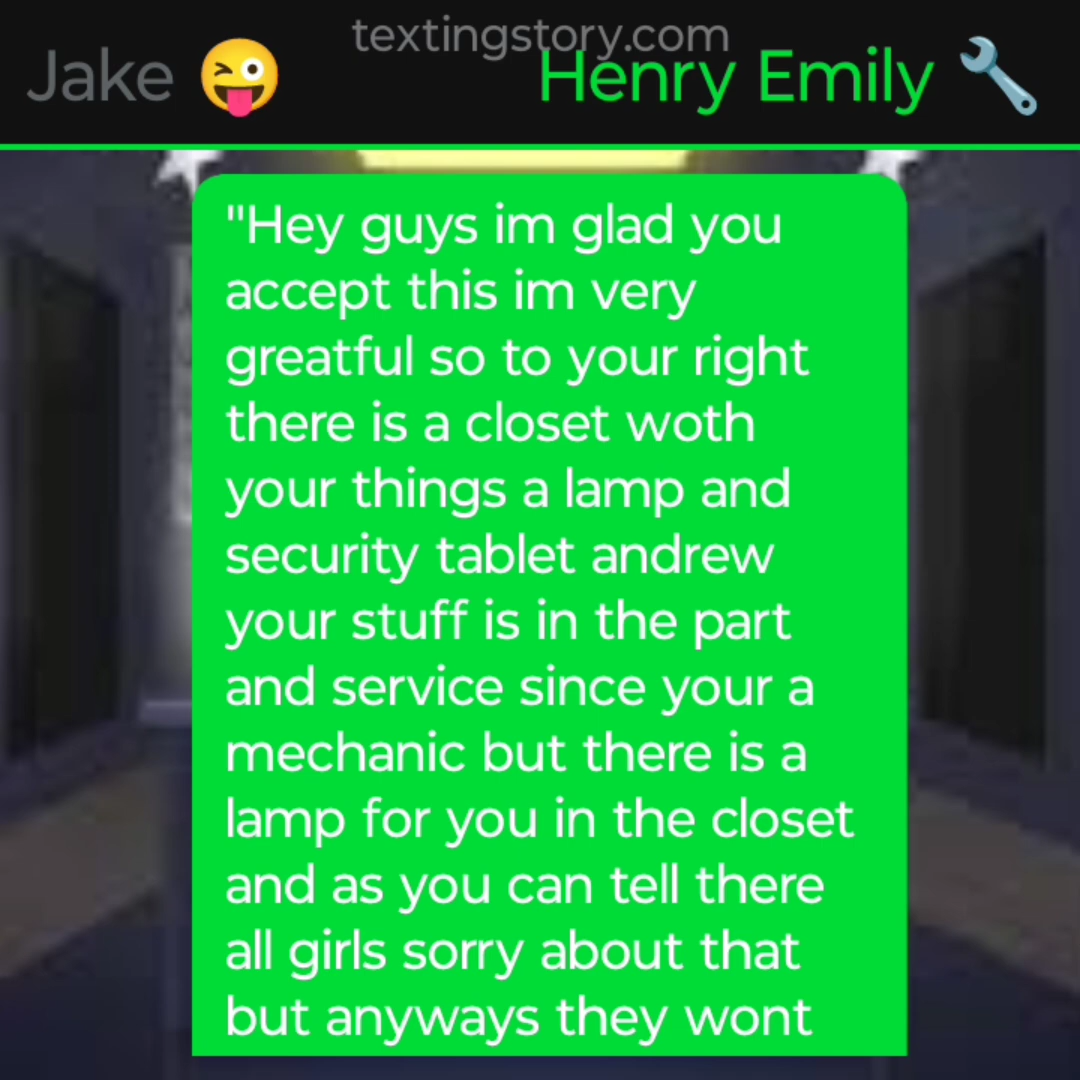 textingstory.com
Jake 😜 Henry Emily 🔧
"Hey guys im glad you
accept this im very
greatful so to your right
there is a closet woth
your things a lamp and
security tablet andrew
your stuff is in the part
and service since your a
mechanic but there is a
lamp for you in the closet
and as you can tell there
all girls sorry about that
but anyways they wont